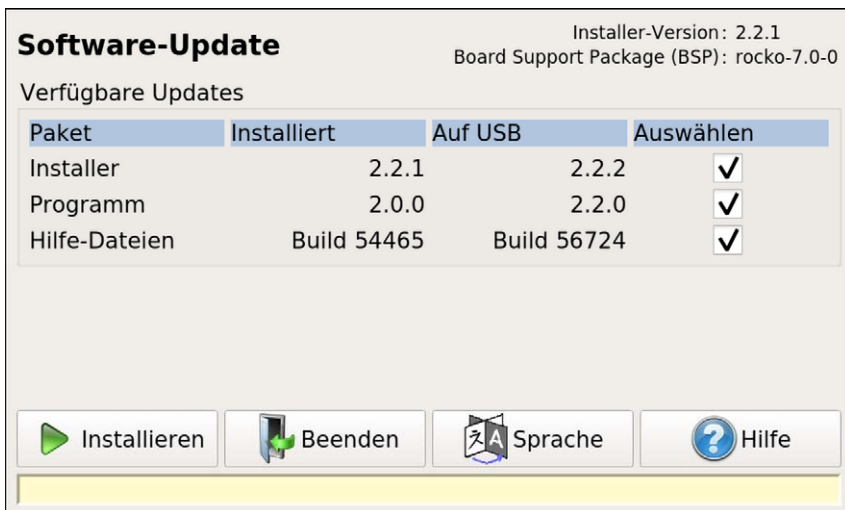 Software-Update
Installer-Version: 2.2.1
Board Support Package (BSP): rocko-7.0-0
Verfügbare Updates
Paket Installiert Auf USB Auswählen
Installer 2.2.1 2.2.2
Programm 2.0.0 2.2.0
Hilfe-Dateien Build 54465 Build 56724
Installieren Beenden Sprache Hilfe